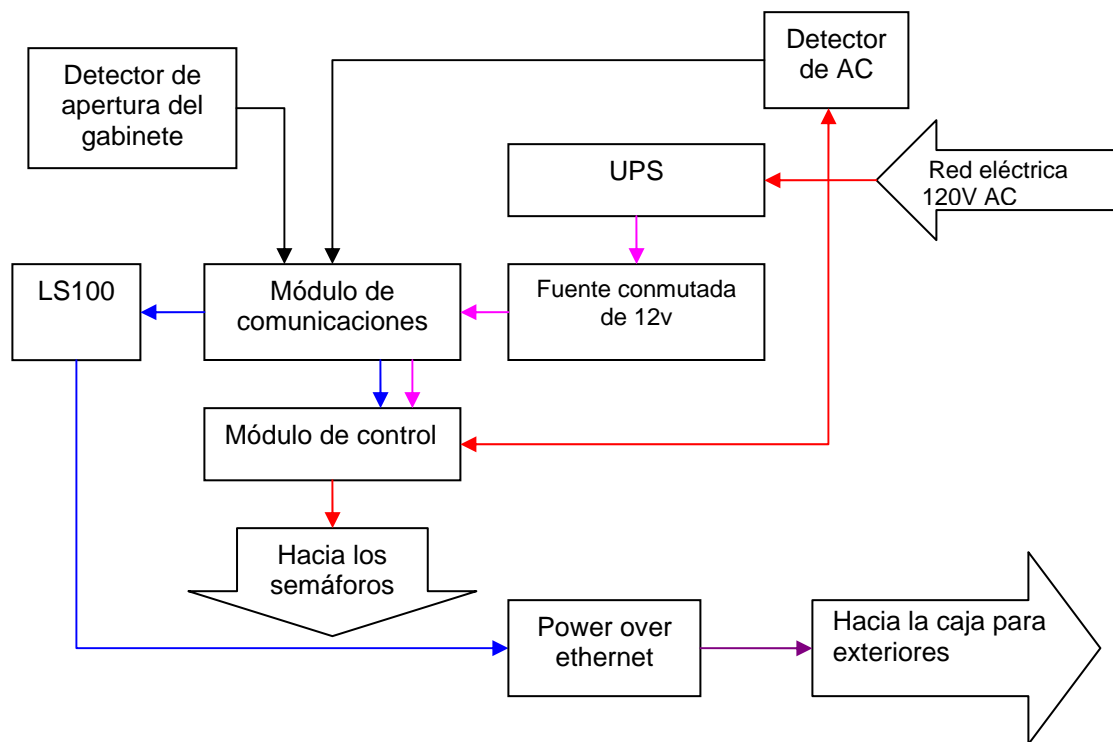 Detector
de AC
Detector de
apertura del
gabinete
UPS
Red eléctrica
120V AC
LS100
Módulo de
comunicaciones
Fuente conmutada
de 12v
Módulo de control
Hacia los
semáforos
Power over
ethernet
Hacia la caja para
exteriores